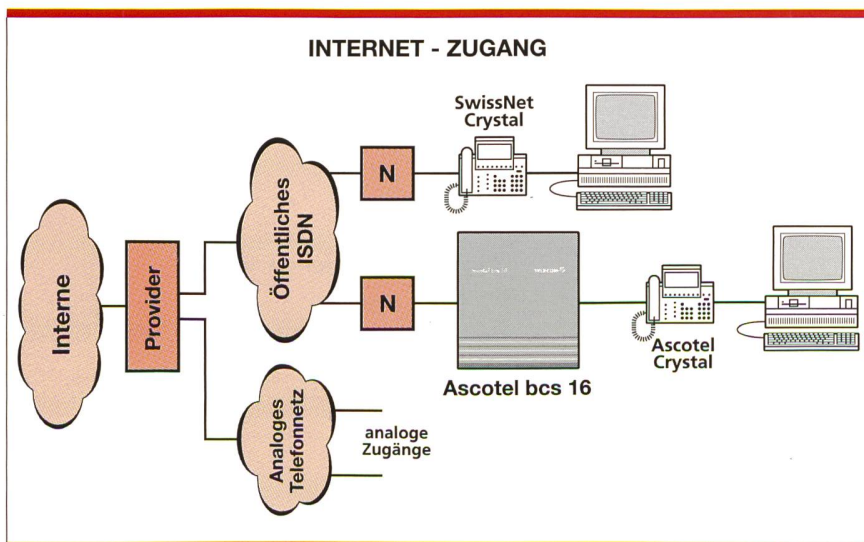 INTERNET - ZUGANG
SwissNet
Crystal
N
Öffentliches
ISDN
Interne
Provider
N
Ascotel
Crystal
Ascotel bcs 16
Analoges
Telefonnetz
analoge
Zugänge